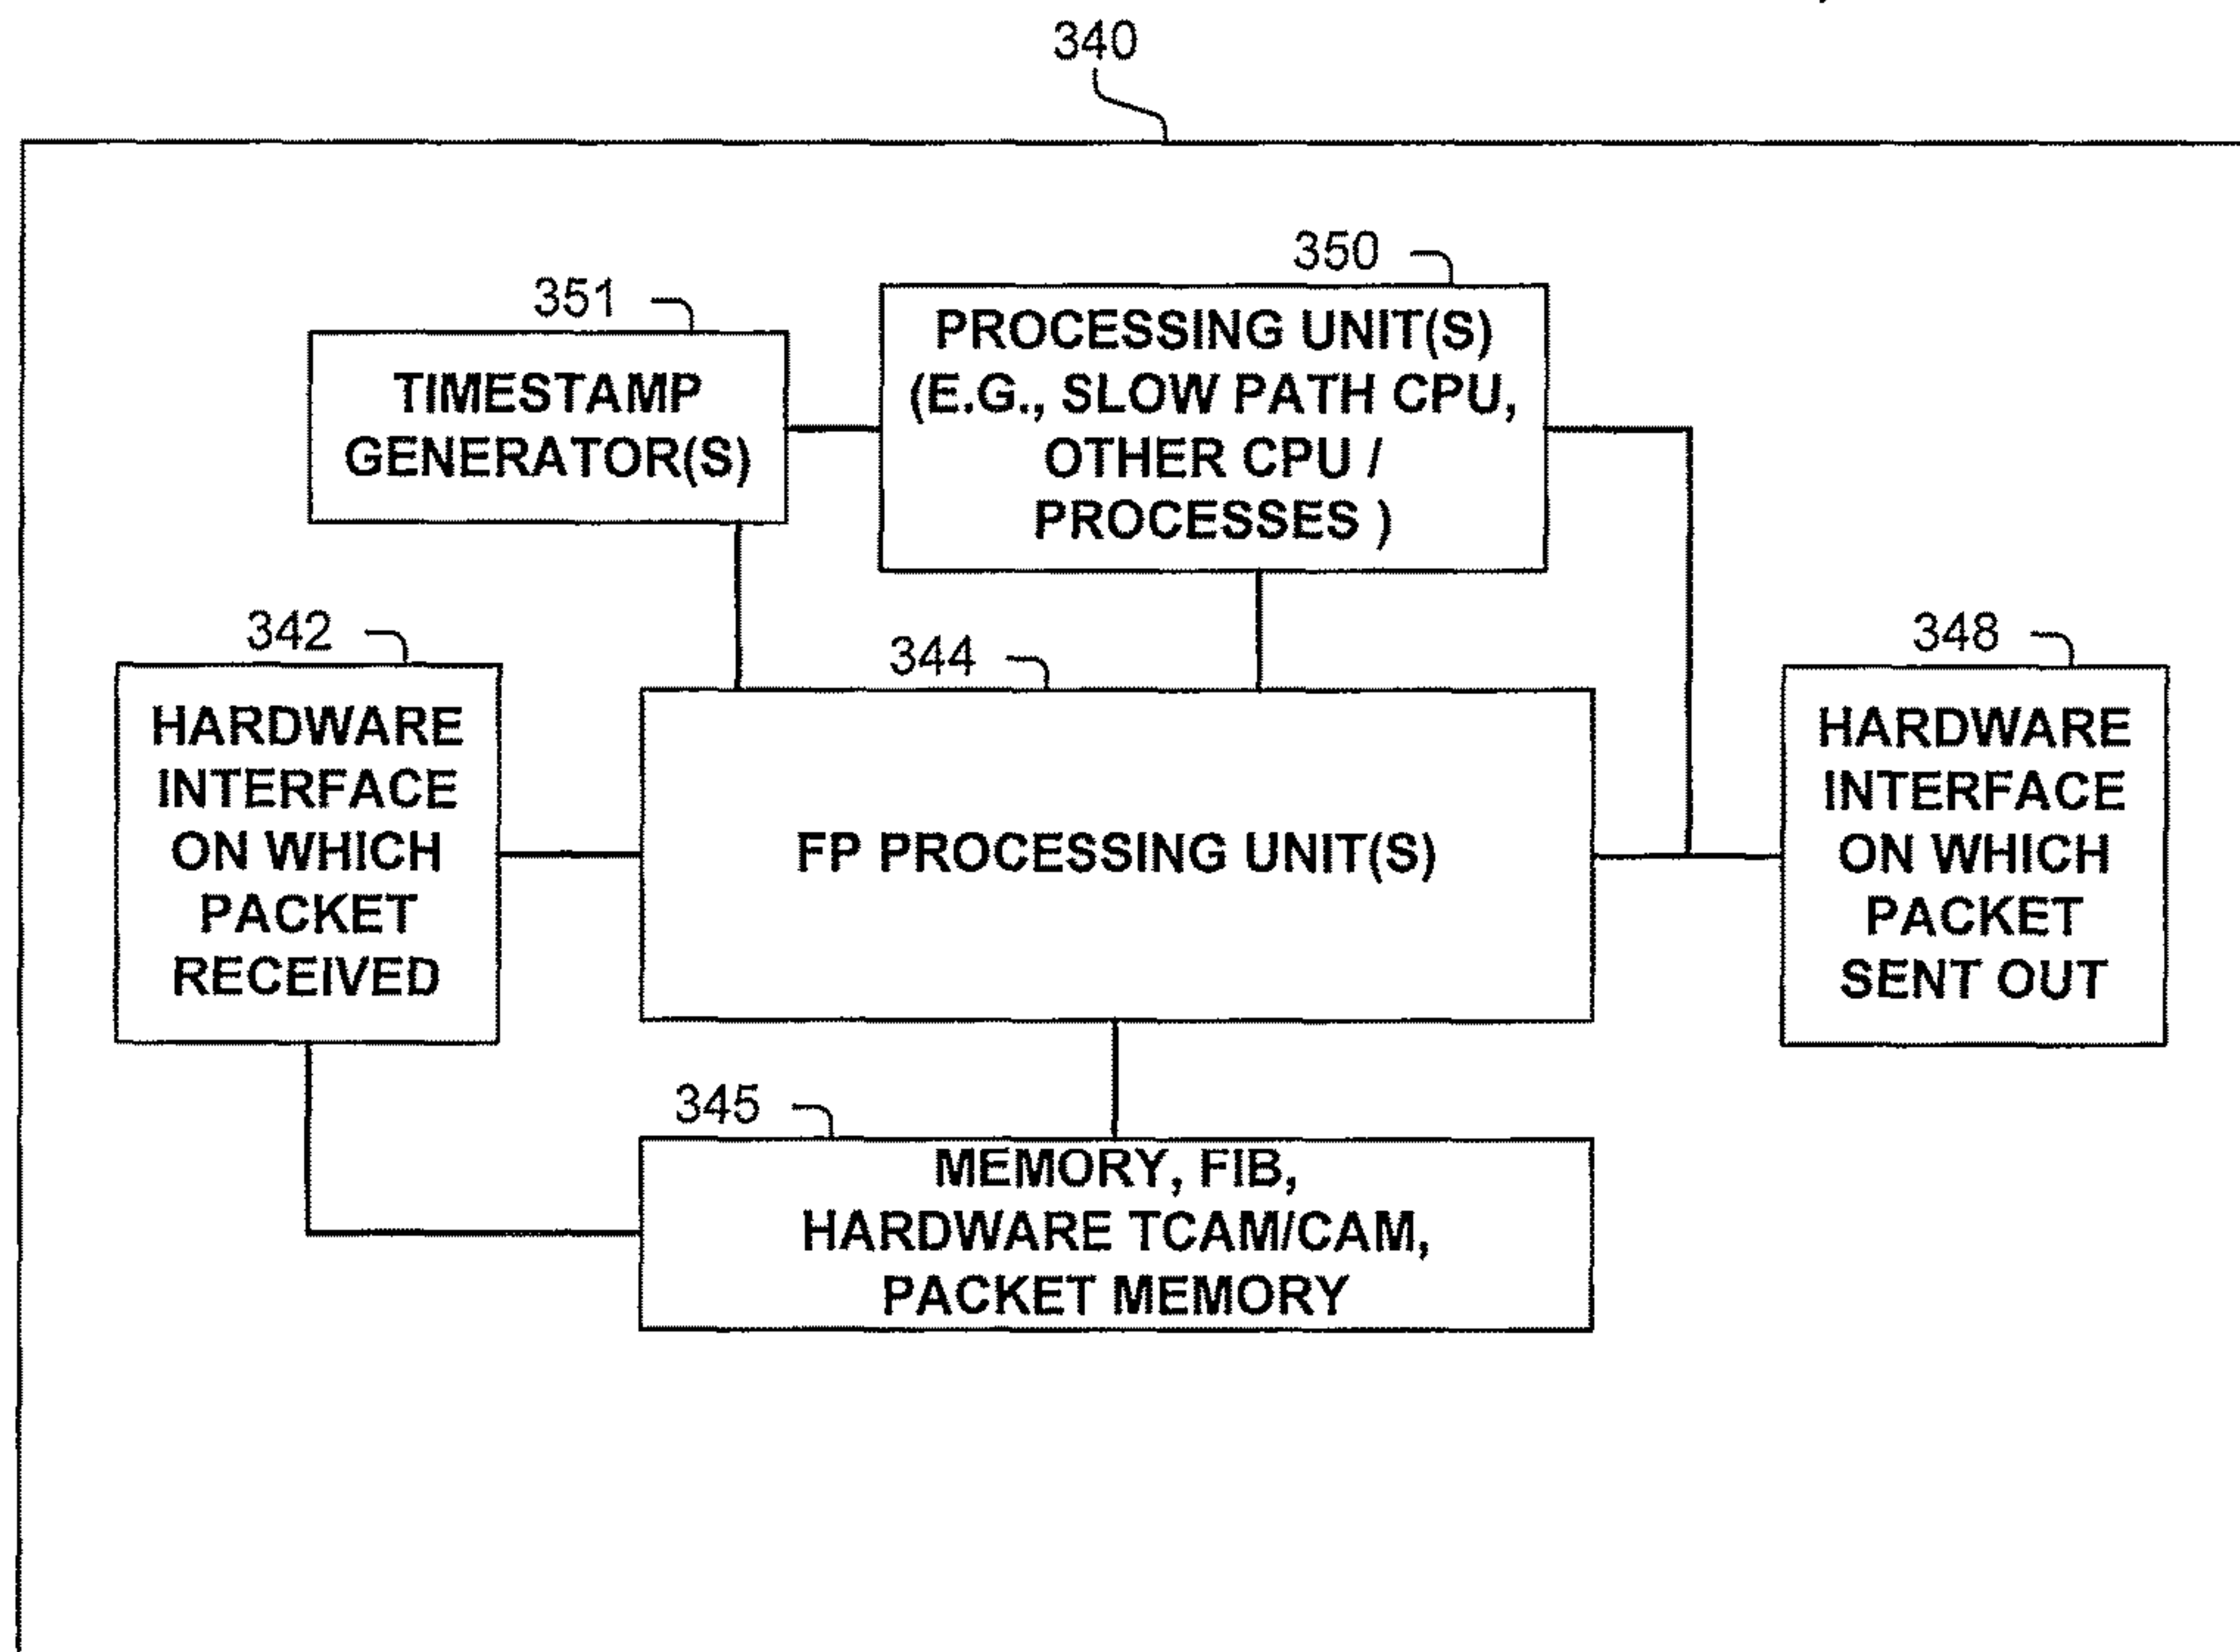 340
350
351
PROCESSING UNIT(S)
(E.G., SLOW PATH CPU,
OTHER CPU /
PROCESSES )
TIMESTAMP
GENERATOR(S)
342
344
348
HARDWARE
INTERFACE
ON WHICH
PACKET
RECEIVED
FP PROCESSING UNIT(S)
HARDWARE
INTERFACE
ON WHICH
PACKET
SENT OUT
345
MEMORY, FIB,
HARDWARE TCAM/CAM,
PACKET MEMORY